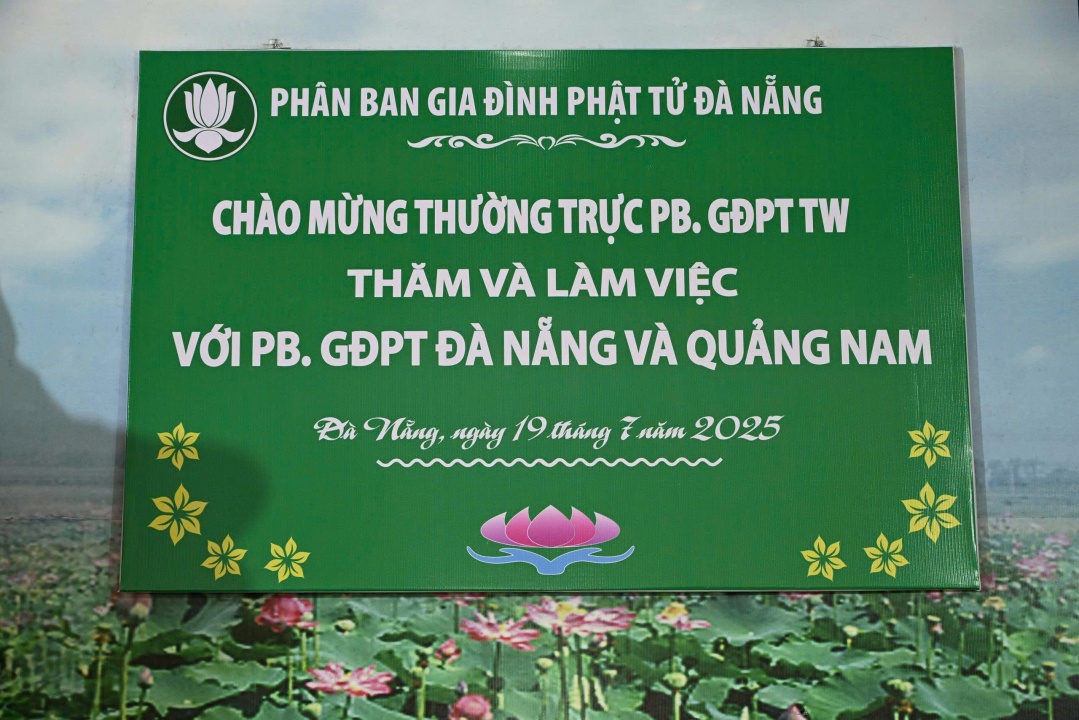 PHÂN BAN GIA ĐÌNH PHẬT TỬ ĐÀ NẴNG
CHÀO MỪNG THƯỜNG TRỰC PB. GĐPT TW
THĂM VÀ LÀM VIỆC
VỚI PB. GĐPT ĐÀ NẴNG VÀ QUẢNG NAM
Đà Nẵng, ngày 19 tháng 7 năm 2025